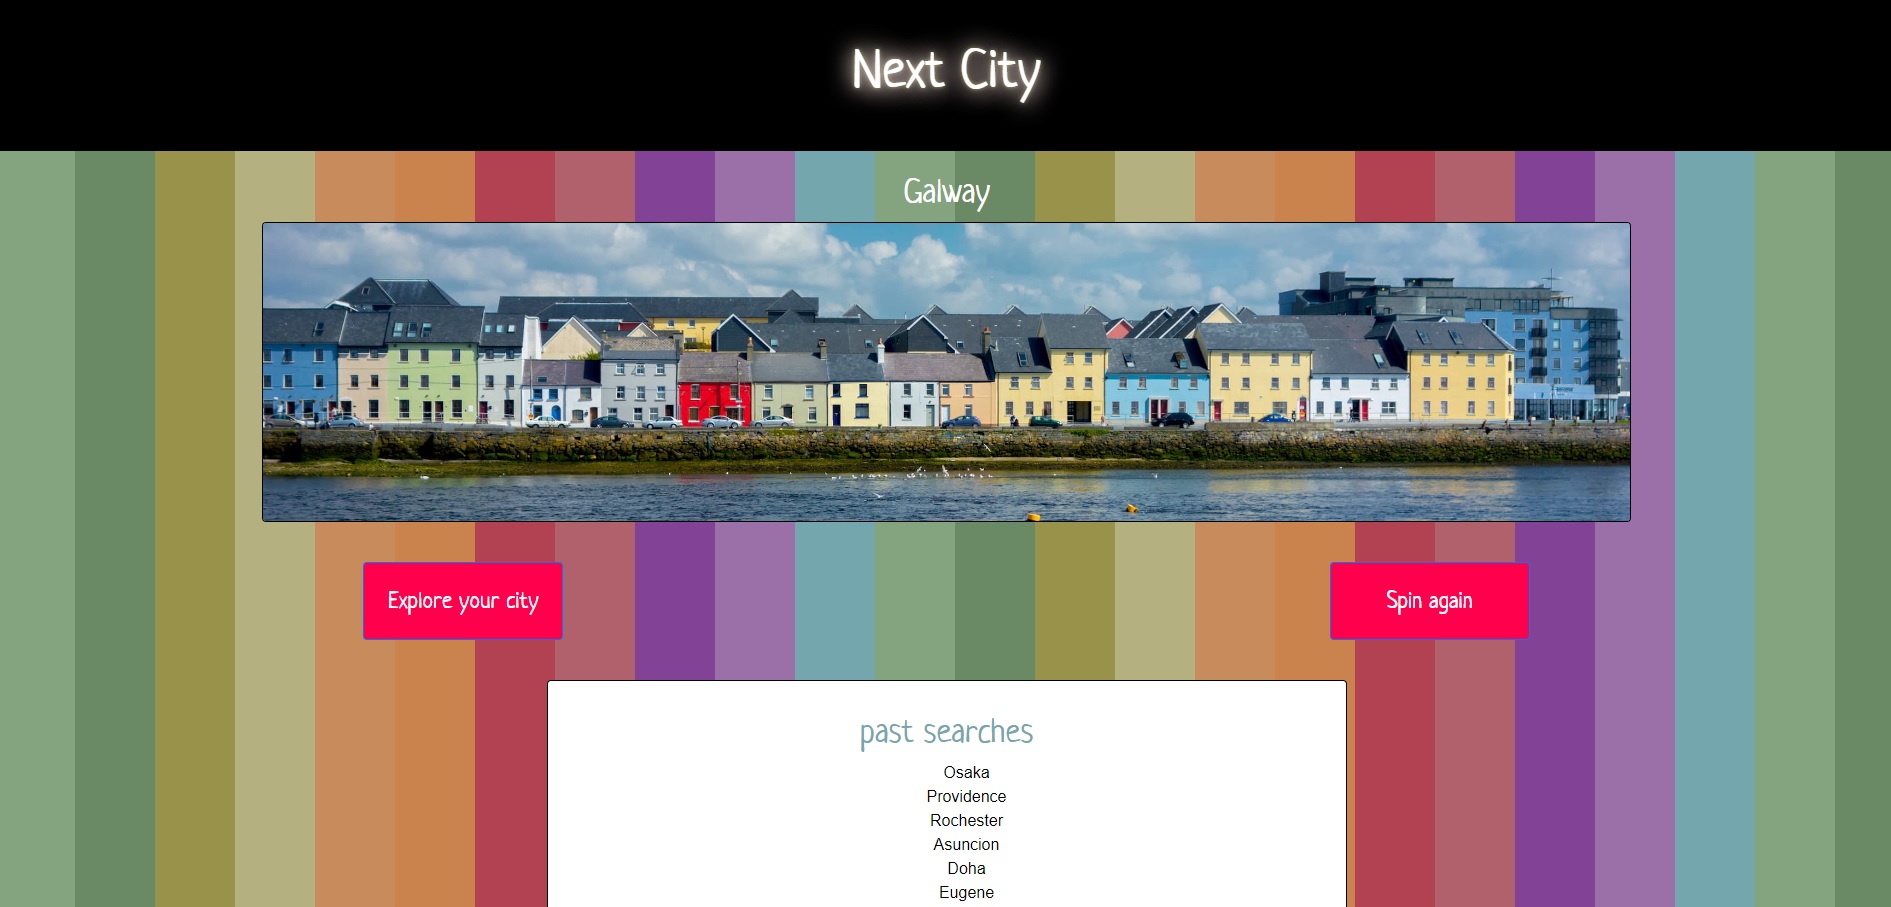 Next City
Galway
Explore your city
Spin again
past searches
Osaka
Providence
Rochester
Asuncion
Doha
Eugene